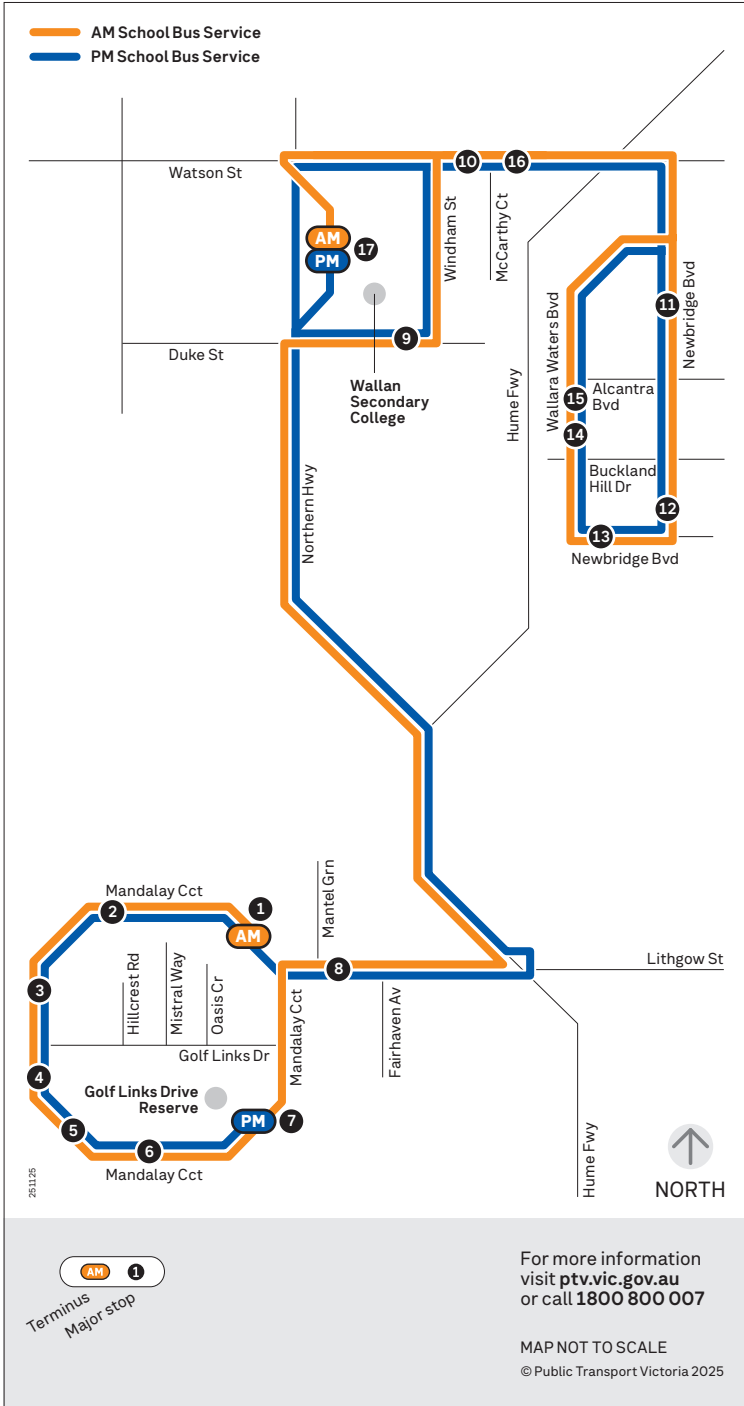 AM School Bus Service
PM School Bus Service
Watson St
10
16
Windham St
McCarthy Ct
AM
PM
17
Newbridge Bvd
11
Wallara Waters Bvd
Hume Fwy
9
Duke St
Wallan
Secondary
College
15
Alcantra
Bvd
14
Buckland
Hill Dr
12
13
Newbridge Bvd
Northern Hwy
Mandalay Cct
1
2
AM
Mantel Grn
8
Lithgow St
3
Hillcrest Rd
Mistral Way
Oasis Cr
Mandalay Cct
Fairhaven Av
Golf Links Dr
4
Golf Links Drive
Reserve
PM
7
5
6
Mandalay Cct
Hume Fwy
NORTH
251125
AM
1
Terminus
Major stop
For more information
visit ptv.vic.gov.au
or call 1800 800 007
MAP NOT TO SCALE
© Public Transport Victoria 2025